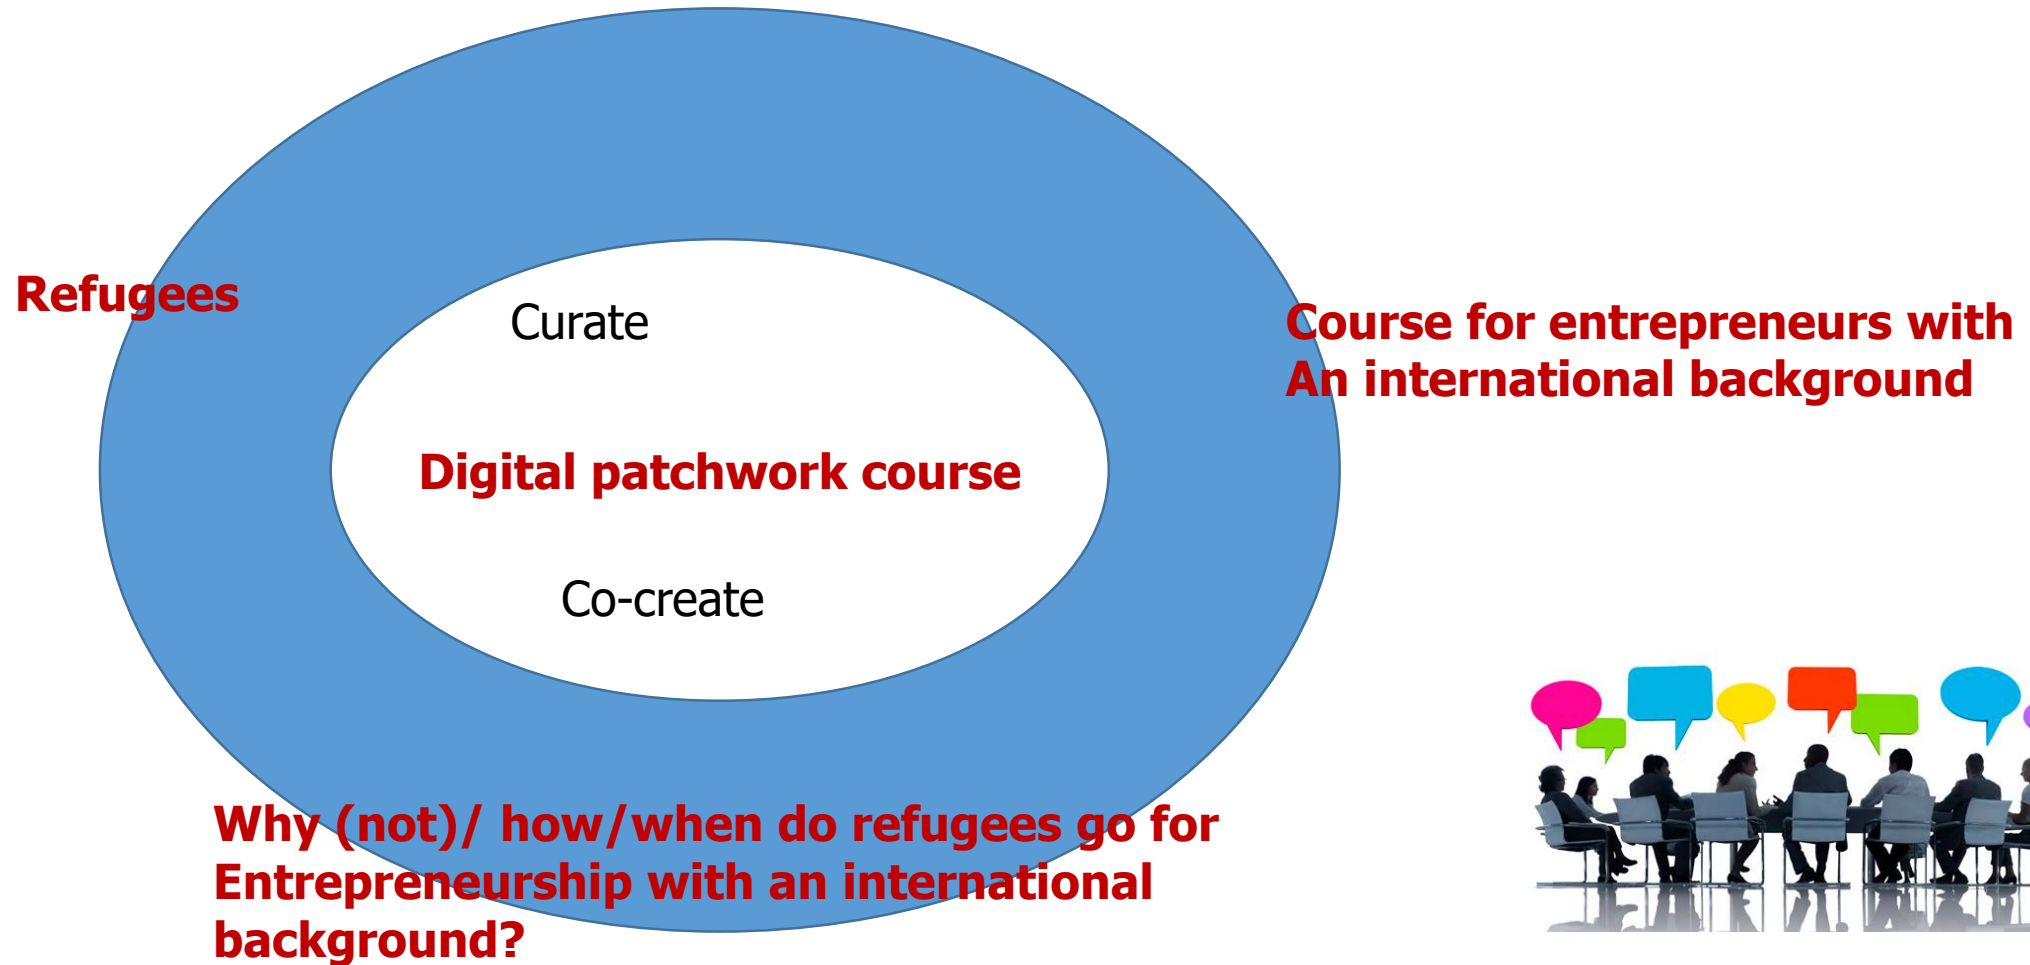 Refugees
Curate
Course for entrepreneurs with
An international background
Digital patchwork course
Co-create
Why (not)/ how/when do refugees go for
Entrepreneurship with an international
background?